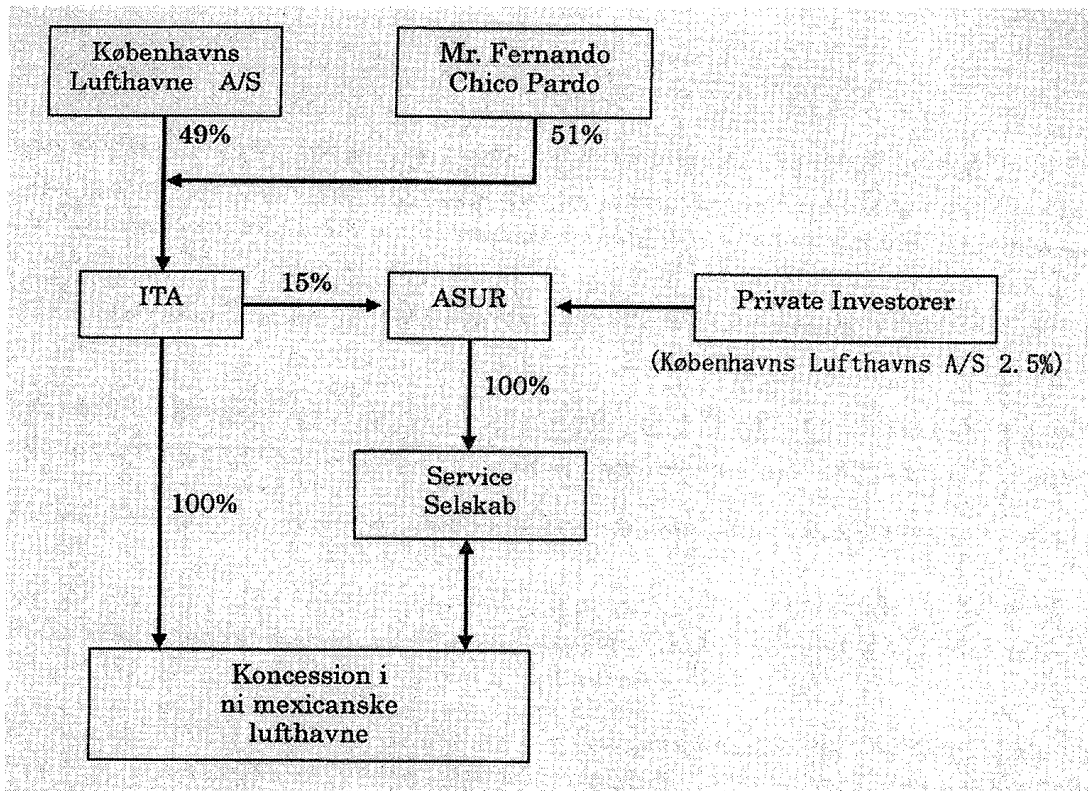 Københavns
Lufthavne A/S
Mr. Fernando
Chico Pardo
49%
51%
ITA
15%
ASUR
Private Investorer
(Københavns Lufthavns A/S 2.5%)
100%
Service
Selskab
100%
Koncession i
ni mexicanske
lufthavne